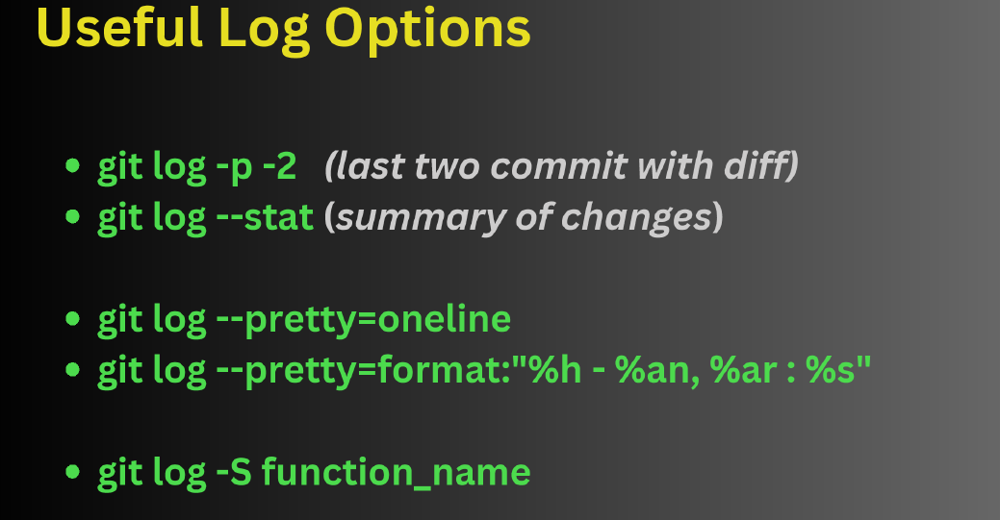 Useful Log Options
• git log -p -2 (last two commit with diff)
• git log --stat (summary of changes)
• git log --pretty=oneline
• git log --pretty=format:"%h - %an, %ar : %s"
• git log -S function_name